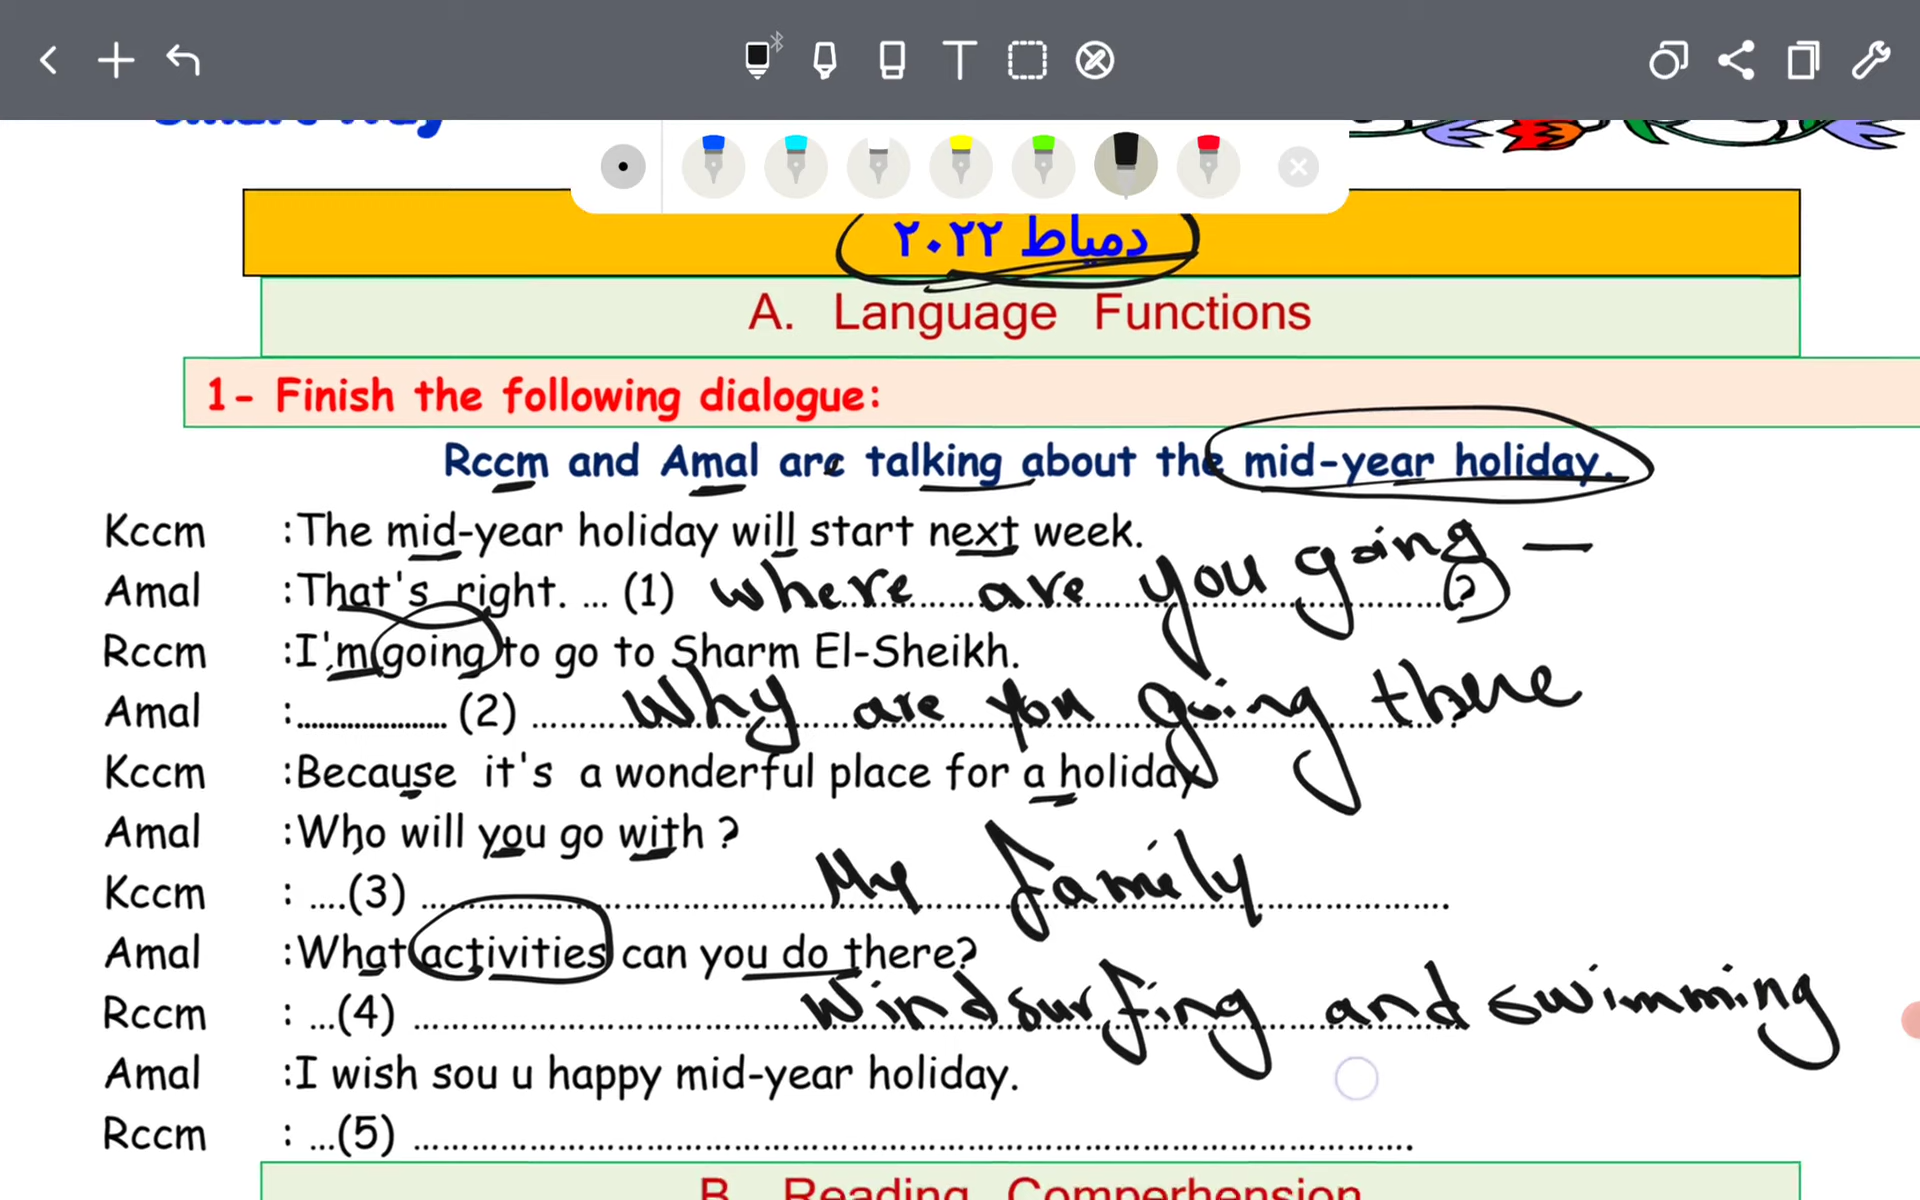 دمياط ٢٠٢٢
A. Language Functions
1- Finish the following dialogue:
Rccm and Amal are talking about the mid-year holiday.
Kccm :The mid-year holiday will start next week.
Amal :That's right. ... (1) where are you going — ?
Rccm :I'm going to go to Sharm El-Sheikh.
Amal :.................... (2) ...... Why are you going there
Kccm :Because it's a wonderful place for a holiday
Amal :Who will you go with ?
Kccm : ....(3) ...... My family ......
Amal :What activities can you do there?
Rccm : ...(4) ...... Windsurfing and swimming
Amal :I wish sou u happy mid-year holiday.
Rccm : ...(5) ......
B. Reading Comperhension